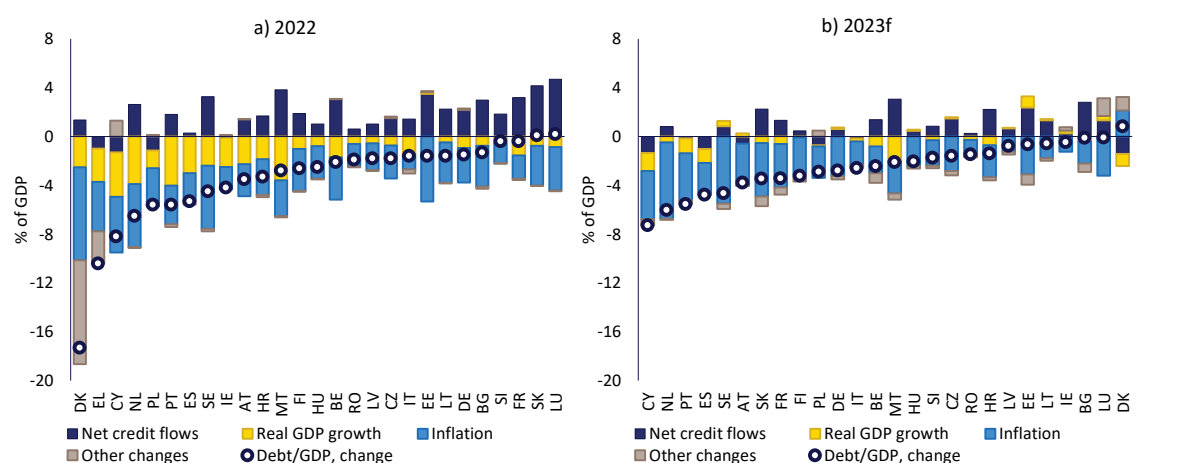 a) 2022
8
4
0
-4
-8
-12
-16
-20
% of GDP
DK EL CY NL PL PT ES SE IE AT HR MT FI HU BE RO LV CZ IT EE LT DE BG SI FR SK LU
Net credit flows Real GDP growth Inflation
Other changes Debt/GDP, change
b) 2023f
8
4
0
-4
-8
-12
-16
-20
% of GDP
CY NL PT ES SE AT SK FR FI PL DE IT BE MT HU SI CZ RO HR LV EE LT IE BG LU DK
Net credit flows Real GDP growth Inflation
Other changes Debt/GDP, change